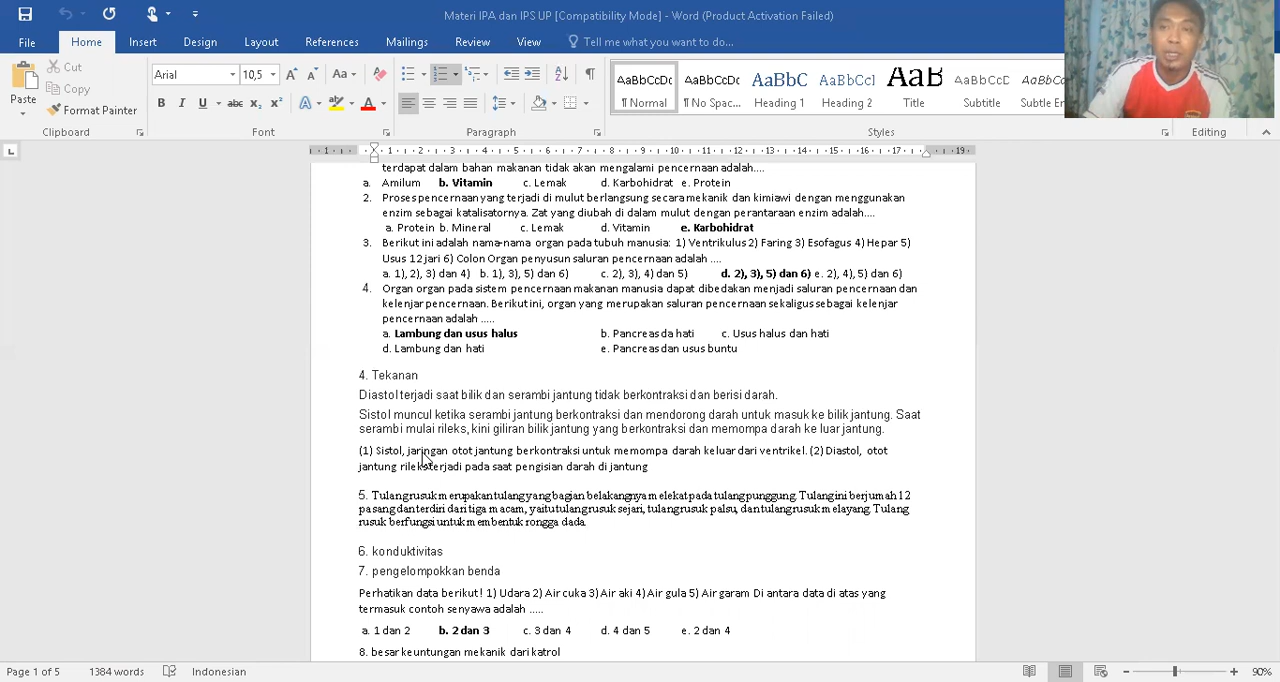 Materi IPA dan IPS UP [Compatibility Mode] - Word (Product Activation Failed)
File Home Insert Design Layout References Mailings Review View Tell me what you want to do...
Cut
Copy
Format Painter
Paste
Arial 10,5
Clipboard Font Paragraph Styles Editing
AaBbCcDc AaBbCcDc AaBbC AaBbCcl AaB AaBbCcD AaBbCcD
¶ Normal ¶ No Spac... Heading 1 Heading 2 Title Subtitle Subtle Em
terdapat dalam bahan makanan tidak akan mengalami pencernaan adalah....
a. Amilum b. Vitamin c. Lemak d. Karbohidrat e. Protein
2. Proses pencernaan yang terjadi di mulut berlangsung secara mekanik dan kimiawi dengan menggunakan
enzim sebagai katalisatornya. Zat yang diubah di dalam mulut dengan perantaraan enzim adalah....
a. Protein b. Mineral c. Lemak d. Vitamin e. Karbohidrat
3. Berikut ini adalah nama-nama organ pada tubuh manusia: 1) Ventrikulus 2) Faring 3) Esofagus 4) Hepar 5)
Usus 12 jari 6) Colon Organ penyusun saluran pencernaan adalah ....
a. 1), 2), 3) dan 4) b. 1), 3), 5) dan 6) c. 2), 3), 4) dan 5) d. 2), 3), 5) dan 6) e. 2), 4), 5) dan 6)
4. Organ organ pada sistem pencernaan makanan manusia dapat dibedakan menjadi saluran pencernaan dan
kelenjar pencernaan. Berikut ini, organ yang merupakan saluran pencernaan sekaligus sebagai kelenjar
pencernaan adalah .....
a. Lambung dan usus halus b. Pancreas da hati c. Usus halus dan hati
d. Lambung dan hati e. Pancreas dan usus buntu
4. Tekanan
Diastol terjadi saat bilik dan serambi jantung tidak berkontraksi dan berisi darah.
Sistol muncul ketika serambi jantung berkontraksi dan mendorong darah untuk masuk ke bilik jantung. Saat
serambi mulai rileks, kini giliran bilik jantung yang berkontraksi dan memompa darah ke luar jantung.
(1) Sistol, jaringan otot jantung berkontraksi untuk memompa darah keluar dari ventrikel. (2) Diastol, otot
jantung rileks terjadi pada saat pengisian darah di jantung
5. Tulang rusuk merupakan tulang yang bagian belakangnya melekat pada tulang punggung. Tulang ini berjumah 12
pasang dan terdiri dari tiga macam, yaitu tulang rusuk sejari, tulang rusuk palsu, dan tulang rusuk melayang. Tulang
rusuk berfungsi untuk membentuk rongga dada.
6. konduktivitas
7. pengelompokkan benda
Perhatikan data berikut! 1) Udara 2) Air cuka 3) Air aki 4) Air gula 5) Air garam Di antara data di atas yang
termasuk contoh senyawa adalah .....
a. 1 dan 2 b. 2 dan 3 c. 3 dan 4 d. 4 dan 5 e. 2 dan 4
8. besar keuntungan mekanik dari katrol
Page 1 of 5 1384 words Indonesian 90%